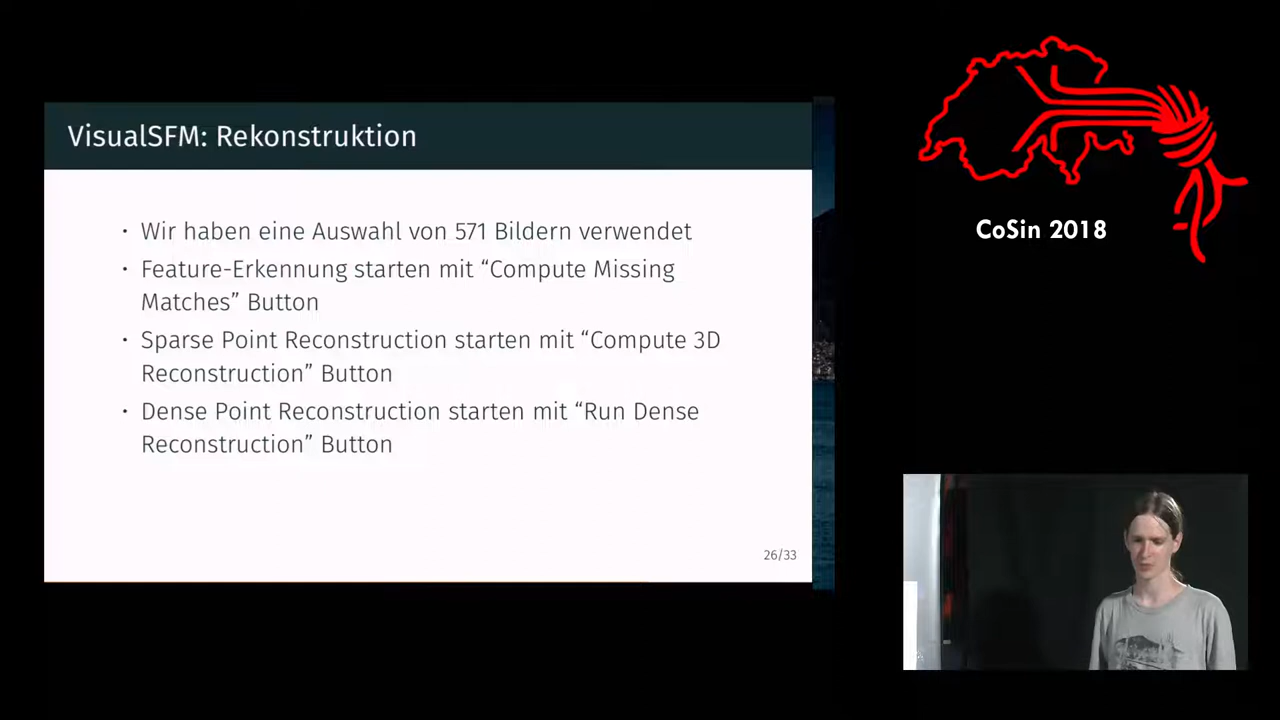 VisualSFM: Rekonstruktion
• Wir haben eine Auswahl von 571 Bildern verwendet
• Feature-Erkennung starten mit “Compute Missing
Matches” Button
• Sparse Point Reconstruction starten mit “Compute 3D
Reconstruction” Button
• Dense Point Reconstruction starten mit “Run Dense
Reconstruction” Button
26/33
CoSin 2018